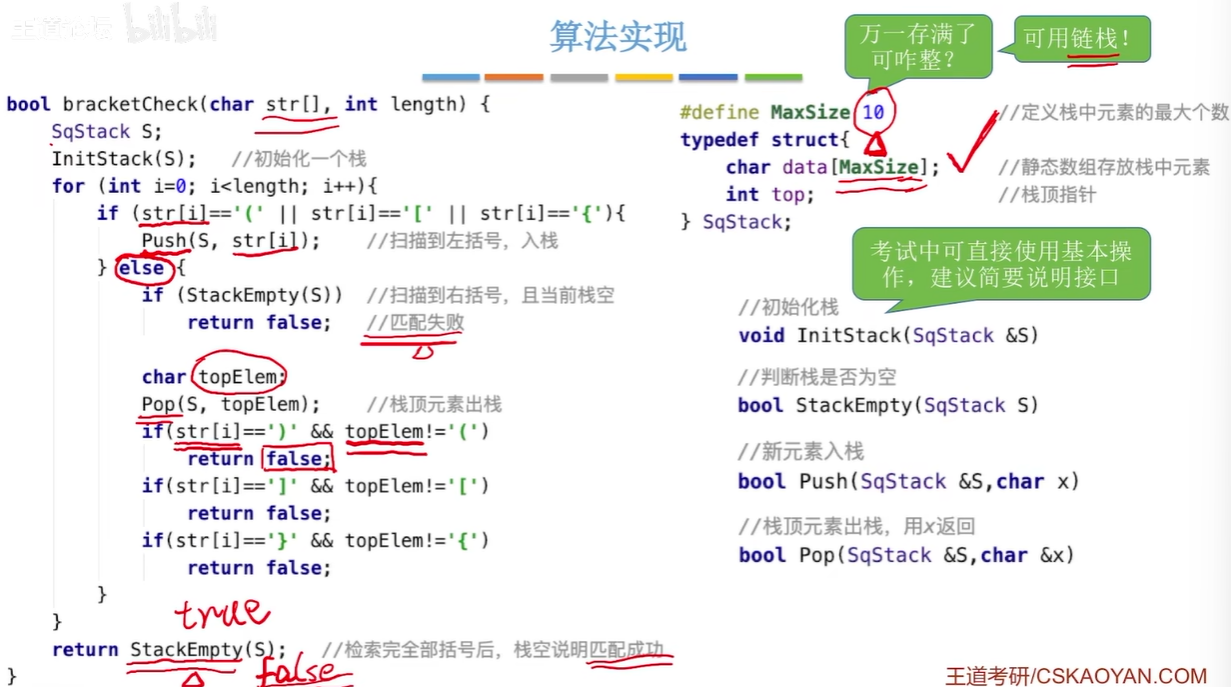 王道论坛 bilibili
算法实现
bool bracketCheck(char str[], int length) {
SqStack S;
InitStack(S); //初始化一个栈
for (int i=0; i<length; i++){
if (str[i]=='(' || str[i]=='[' || str[i]=='{'){
Push(S, str[i]); //扫描到左括号，入栈
} else {
if (StackEmpty(S)) //扫描到右括号，且当前栈空
return false; //匹配失败
char topElem;
Pop(S, topElem); //栈顶元素出栈
if(str[i]==')' && topElem!='(')
return false;
if(str[i]==']' && topElem!='[')
return false;
if(str[i]=='}' && topElem!='{')
return false;
}
true
}
return StackEmpty(S); //检索完全部括号后，栈空说明匹配成功
false
}
万一存满了
可咋整？
可用链栈！
#define MaxSize 10 //定义栈中元素的最大个数
typedef struct{
char data[MaxSize]; //静态数组存放栈中元素
int top; //栈顶指针
} SqStack;
考试中可直接使用基本操
作，建议简要说明接口
//初始化栈
void InitStack(SqStack &S)
//判断栈是否为空
bool StackEmpty(SqStack S)
//新元素入栈
bool Push(SqStack &S,char x)
//栈顶元素出栈，用x返回
bool Pop(SqStack &S,char &x)
王道考研/CSKAOYAN.COM